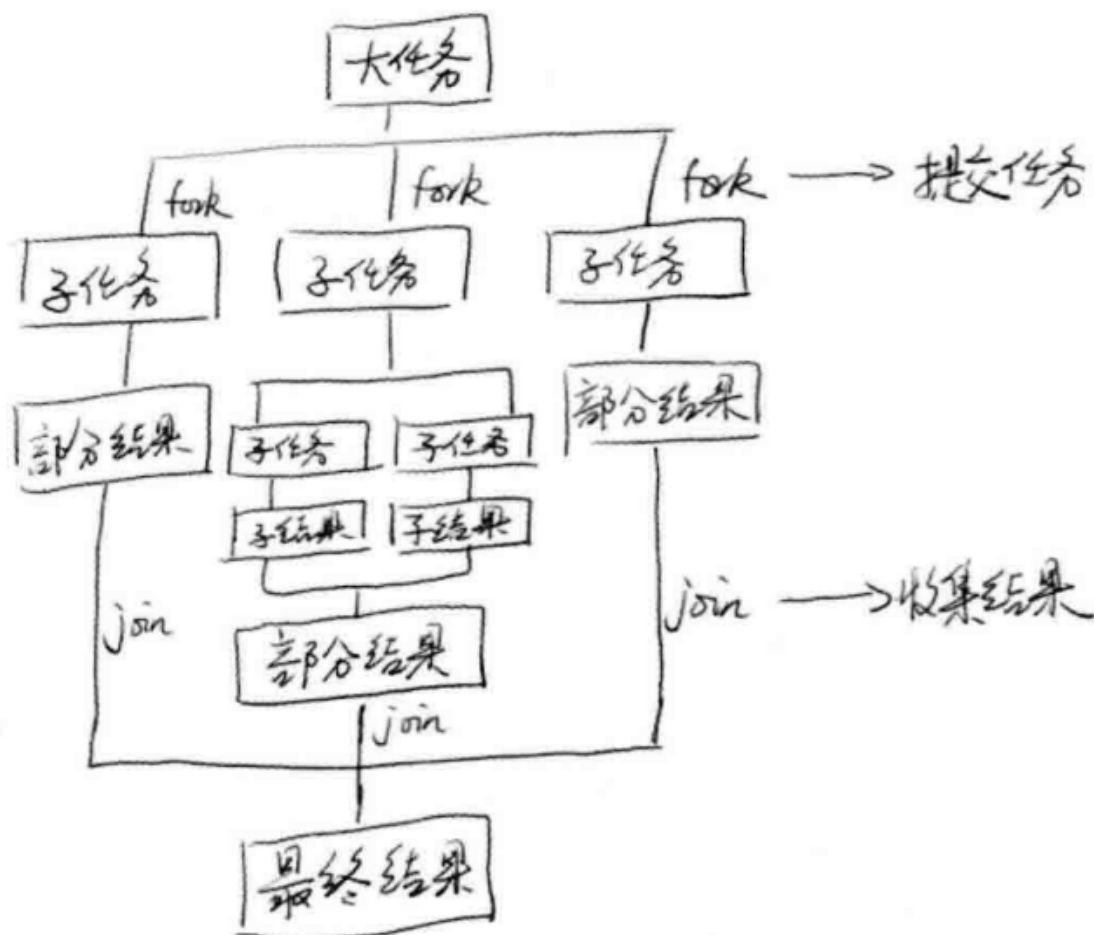 大任务
fork fork fork → 提交任务
子任务 子任务 子任务
部分结果 部分结果
子任务 子任务
子结果 子结果
join join → 收集结果
部分结果
join
最终结果